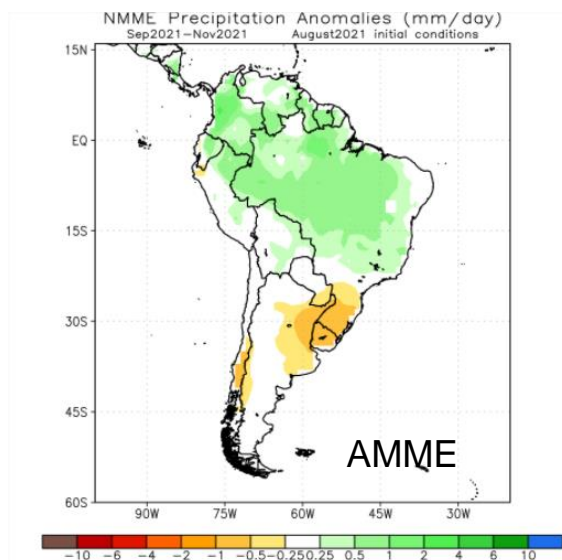 NMME Precipitation Anomalies (mm/day)
Sep2021−Nov2021 August2021 initial conditions
15N
EQ
15S
30S
45S
60S
AMME
90W 75W 60W 45W 30W
−10 −6 −4 −2 −1 −0.5−0.25 0.25 0.5 1 2 4 6 10